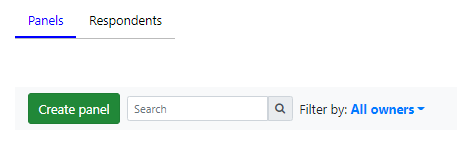 Panels Respondents
Create panel Search Filter by: All owners